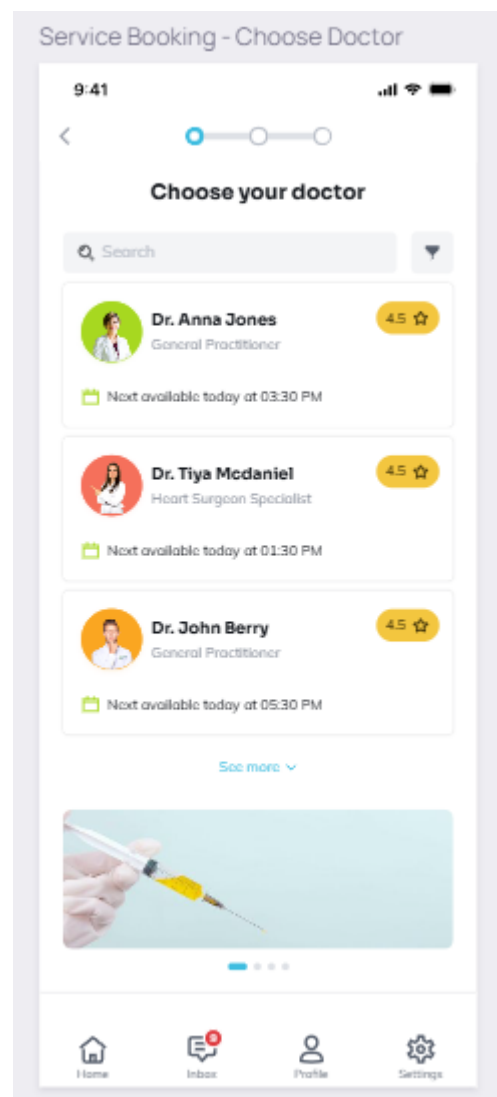 Service Booking - Choose Doctor
9:41
Choose your doctor
Search
Dr. Anna Jones
4.5
General Practitioner
Next available today at 03:30 PM
Dr. Tiya Mcdaniel
4.5
Heart Surgeon Specialist
Next available today at 01:30 PM
Dr. John Berry
4.5
General Practitioner
Next available today at 05:30 PM
See more
Home
Inbox
Profile
Settings